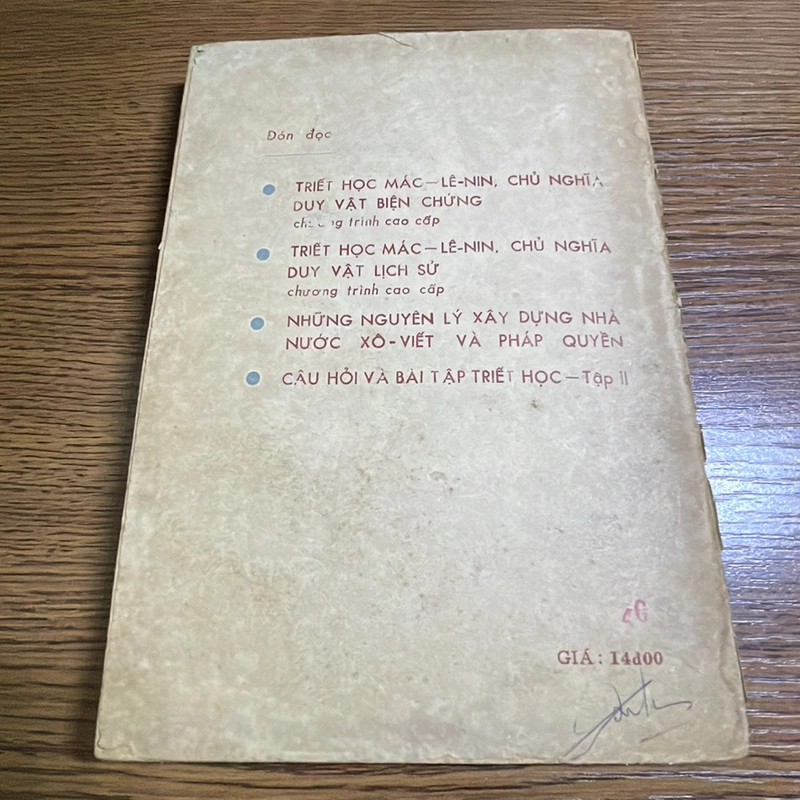 Đón đọc
TRIẾT HỌC MÁC—LÊ-NIN, CHỦ NGHĨA
DUY VẬT BIỆN CHỨNG
chương trình cao cấp
TRIẾT HỌC MÁC—LÊ-NIN, CHỦ NGHĨA
DUY VẬT LỊCH SỬ
chương trình cao cấp
NHỮNG NGUYÊN LÝ XÂY DỰNG NHÀ
NƯỚC XÔ-VIẾT VÀ PHÁP QUYỀN
CÂU HỎI VÀ BÀI TẬP TRIẾT HỌC—Tập II
GIÁ: 14đ00